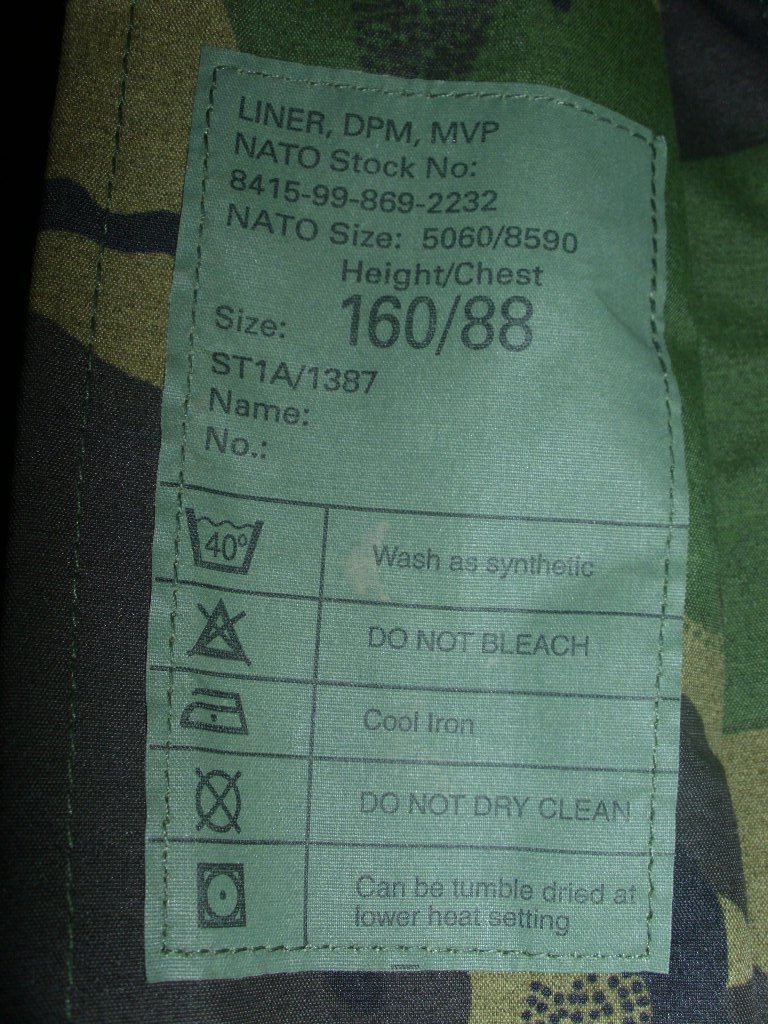 LINER, DPM, MVP
NATO Stock No:
8415-99-869-2232
NATO Size: 5060/8590
Height/Chest
Size: 160/88
ST1A/1387
Name:
No.:
40° Wash as synthetic
DO NOT BLEACH
Cool Iron
DO NOT DRY CLEAN
Can be tumble dried at
lower heat setting